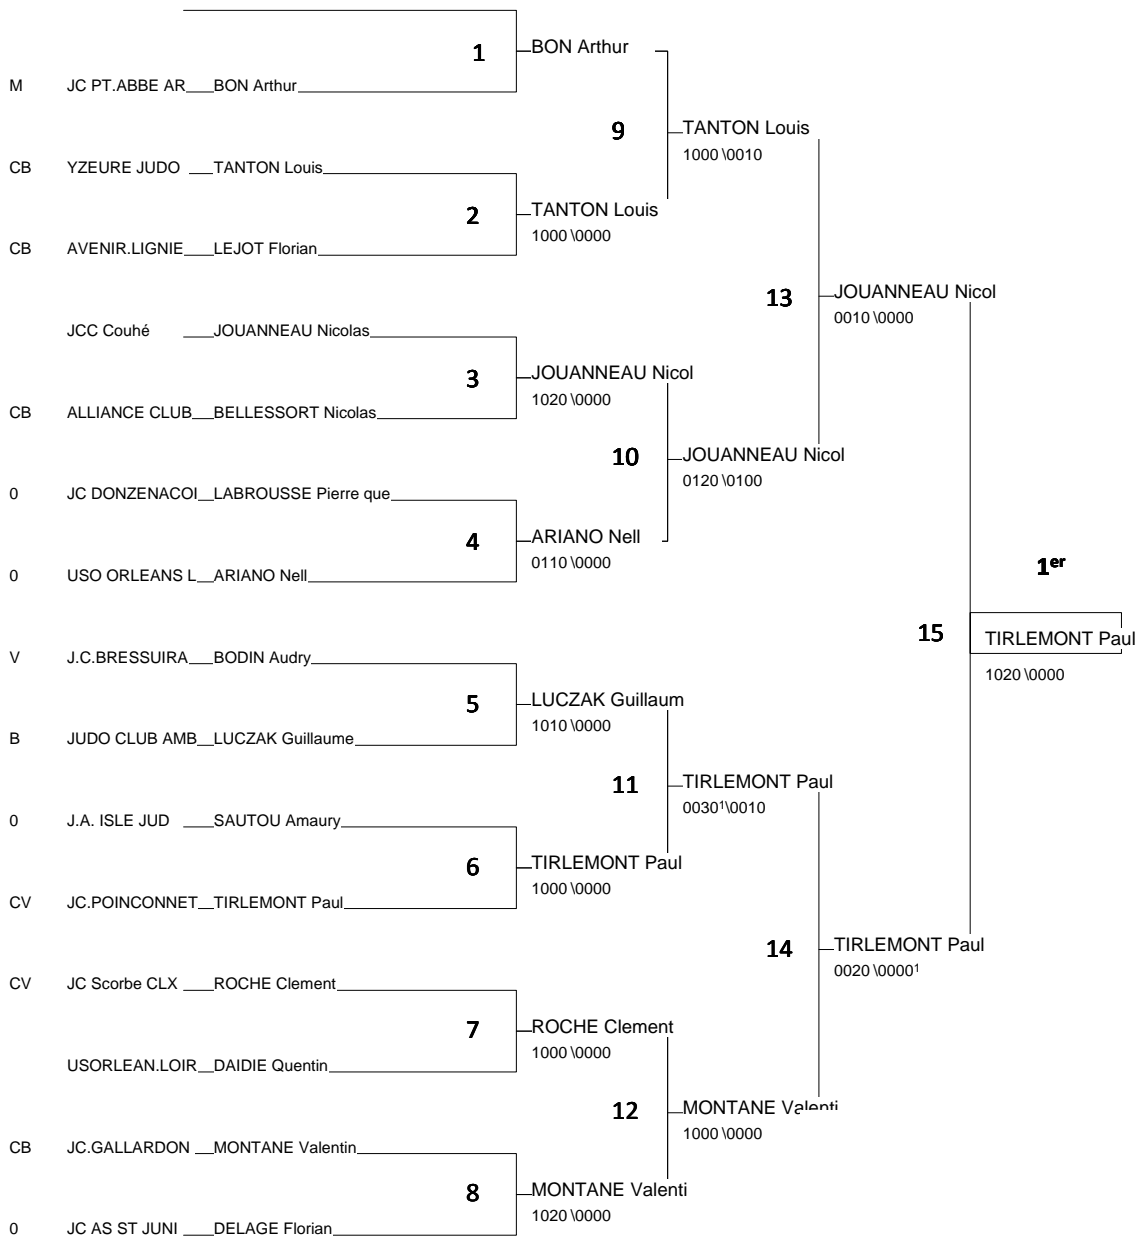 1
BON Arthur
M JC PT.ABBE AR BON Arthur
9
TANTON Louis
1000 \0010
CB YZEURE JUDO TANTON Louis
2
TANTON Louis
1000 \0000
CB AVENIR.LIGNIE LEJOT Florian
13
JOUANNEAU Nicol
0010 \0000
JCC Couhé JOUANNEAU Nicolas
3
JOUANNEAU Nicol
1020 \0000
CB ALLIANCE CLUB BELLESSORT Nicolas
10
JOUANNEAU Nicol
0120 \0100
0 JC DONZENACOI LABROUSSE Pierre que
4
ARIANO Nell
0110 \0000
0 USO ORLEANS L ARIANO Nell
1er
15
TIRLEMONT Paul
1020 \0000
V J.C.BRESSUIRA BODIN Audry
5
LUCZAK Guillaum
1010 \0000
B JUDO CLUB AMB LUCZAK Guillaume
11
TIRLEMONT Paul
0030¹\0010
0 J.A. ISLE JUD SAUTOU Amaury
6
TIRLEMONT Paul
1000 \0000
CV JC.POINCONNET TIRLEMONT Paul
14
TIRLEMONT Paul
0020 \0000¹
CV JC Scorbe CLX ROCHE Clement
7
ROCHE Clement
1000 \0000
USORLEAN.LOIR DAIDIE Quentin
12
MONTANE Valenti
1000 \0000
CB JC.GALLARDON MONTANE Valentin
8
MONTANE Valenti
1020 \0000
0 JC AS ST JUNI DELAGE Florian